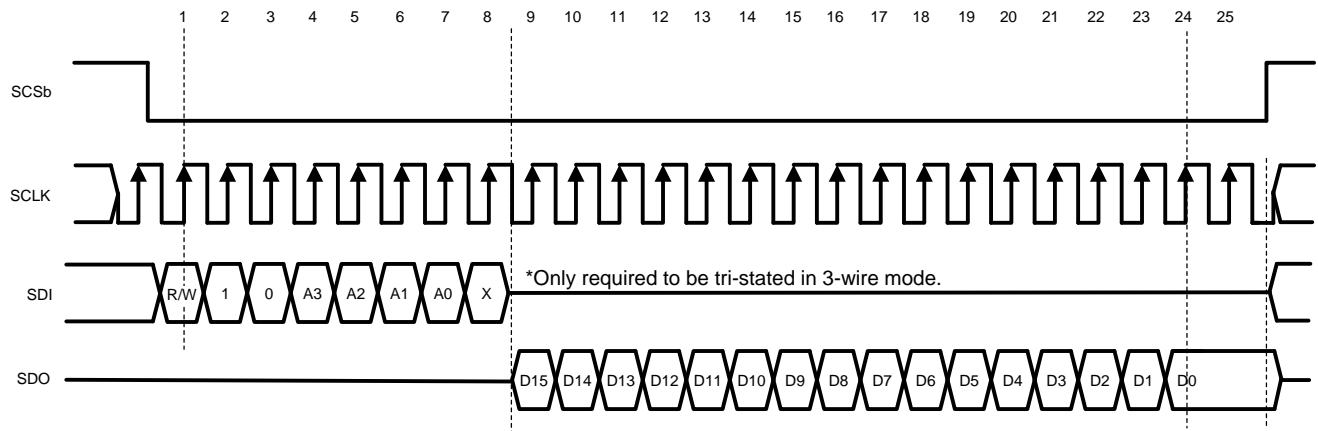 1 2 3 4 5 6 7 8 9 10 11 12 13 14 15 16 17 18 19 20 21 22 23 24 25
SCSb
SCLK
*Only required to be tri-stated in 3-wire mode.
SDI R/W 1 0 A3 A2 A1 A0 X
SDO D15 D14 D13 D12 D11 D10 D9 D8 D7 D6 D5 D4 D3 D2 D1 D0